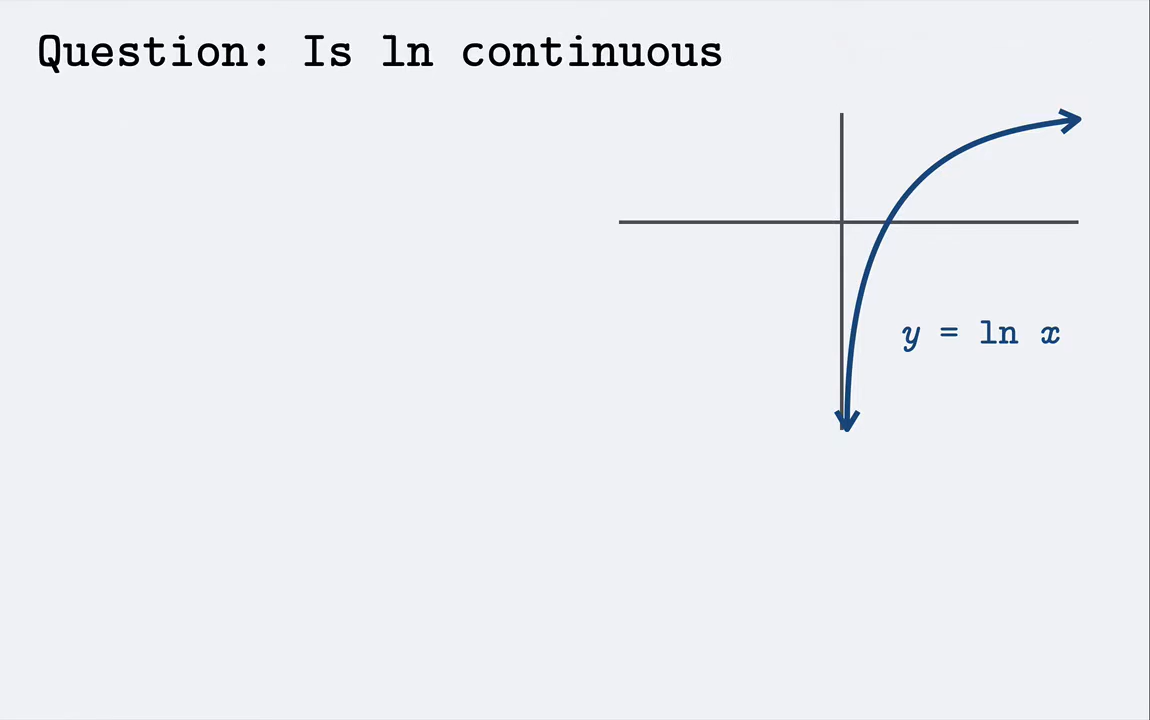 Question: Is ln continuous
y = ln x